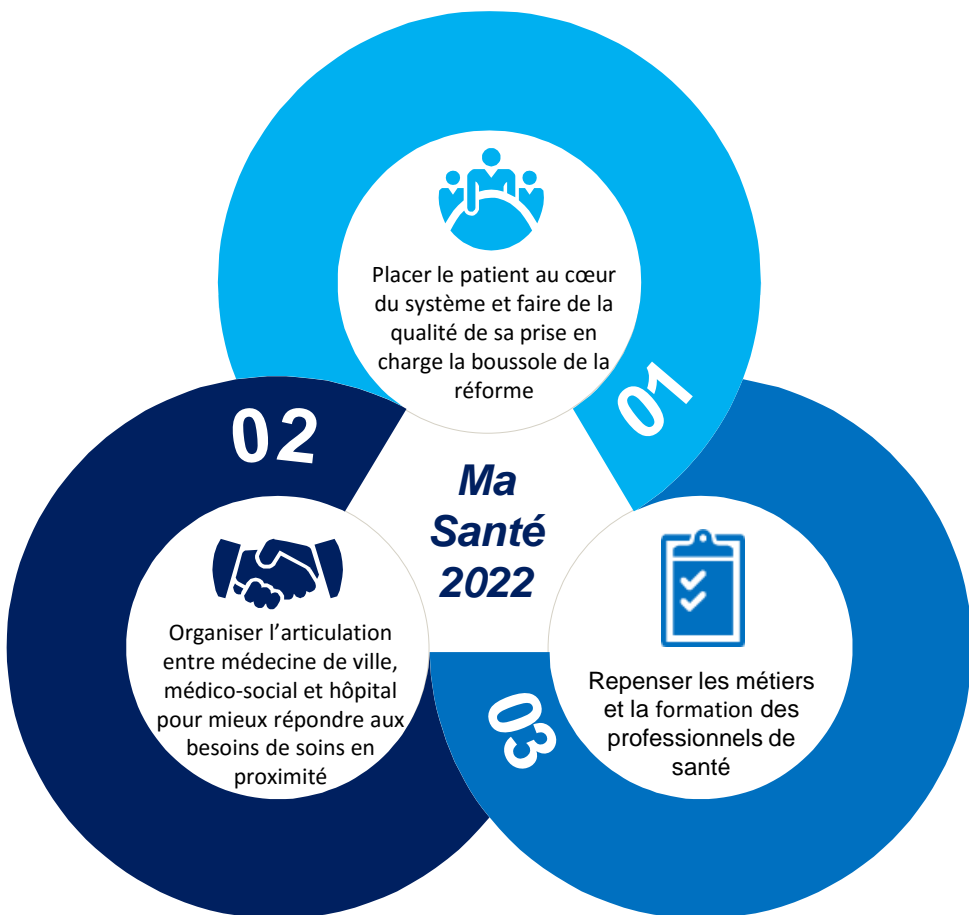 Placer le patient au cœur
du système et faire de la
qualité de sa prise en
charge la boussole de la
réforme
01
02
Ma
Santé
2022
Organiser l’articulation
entre médecine de ville,
médico-social et hôpital
pour mieux répondre aux
besoins de soins en
proximité
03
Repenser les métiers
et la formation des
professionnels de
santé